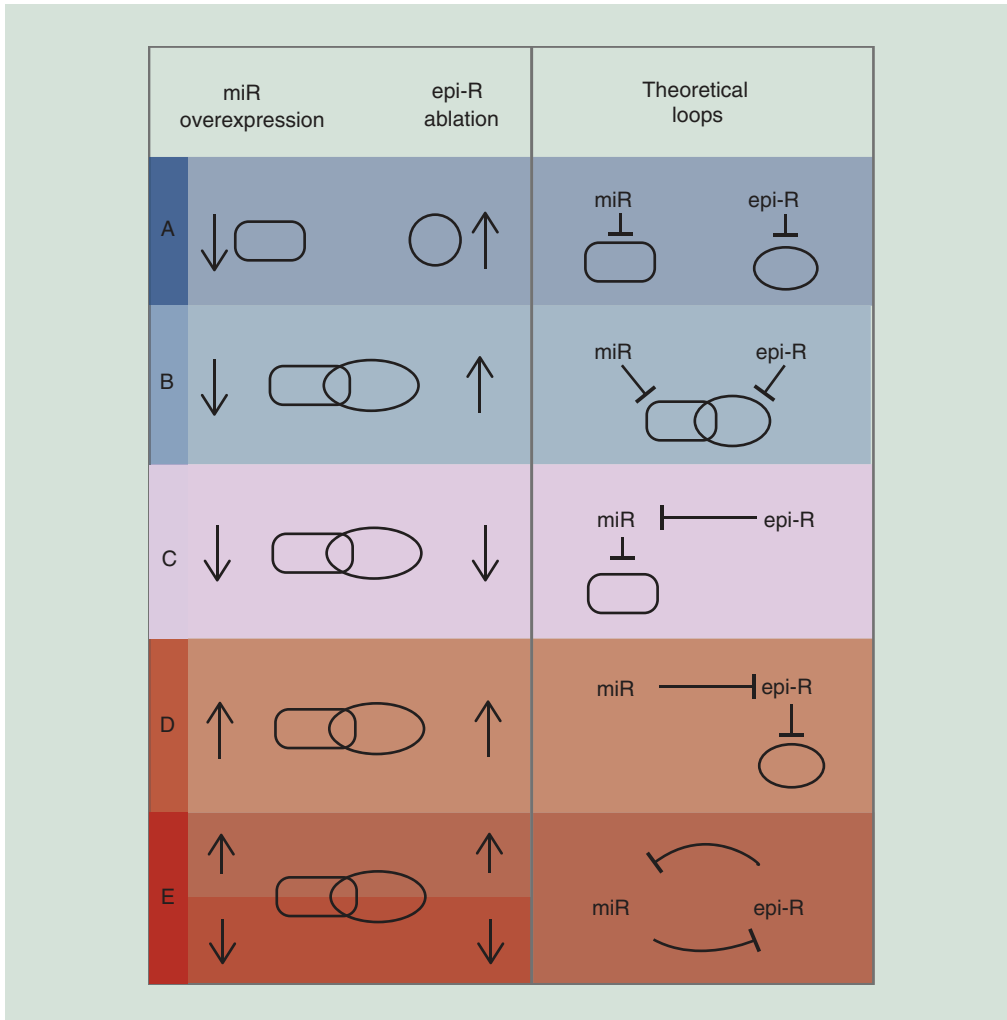 miR
overexpression
epi-R
ablation
Theoretical
loops
A
miR
epi-R
B
miR
epi-R
C
miR
epi-R
D
miR
epi-R
E
miR
epi-R